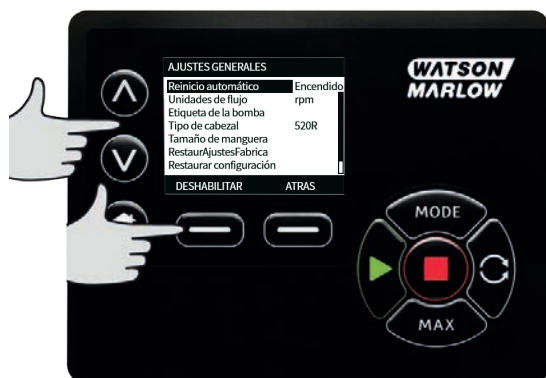 AJUSTES GENERALES
Reinicio automático Encendido
Unidades de flujo rpm
Etiqueta de la bomba
Tipo de cabezal 520R
Tamaño de manguera
RestaurAjustesFabrica
Restaurar configuración
DESHABILITAR ATRAS
WATSON
MARLOW
MODE
MAX